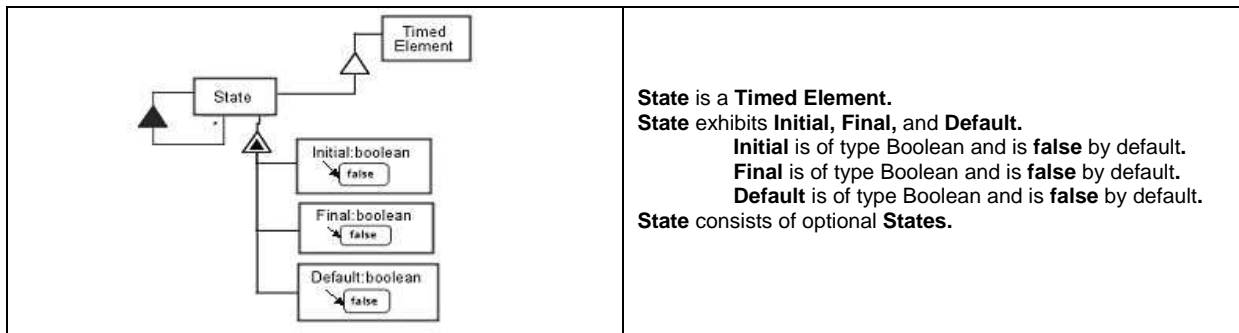 Timed
Element
State
*
Initial:boolean
false
Final:boolean
false
Default:boolean
false
State is a Timed Element.
State exhibits Initial, Final, and Default.
Initial is of type Boolean and is false by default.
Final is of type Boolean and is false by default.
Default is of type Boolean and is false by default.
State consists of optional States.